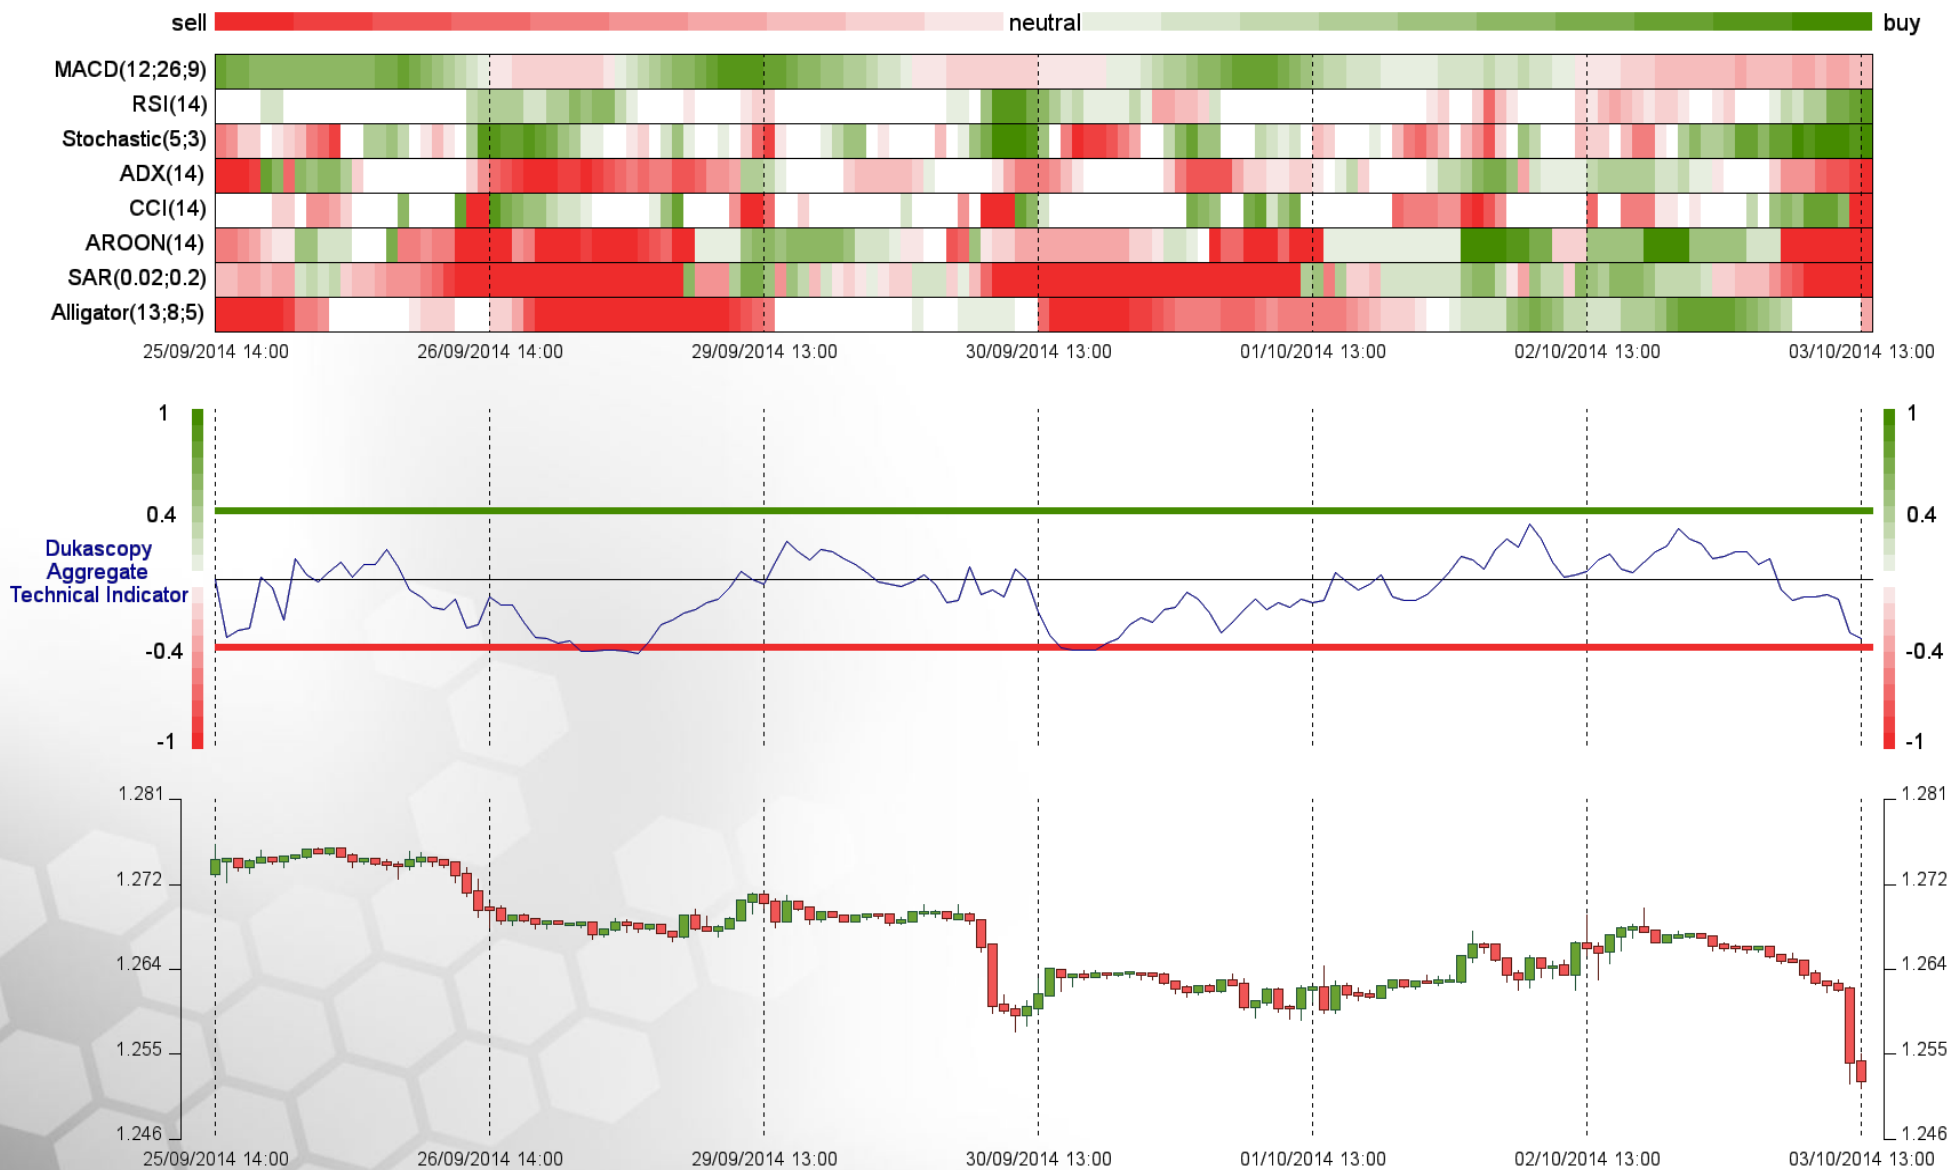 sell neutral buy
MACD(12;26;9)
RSI(14)
Stochastic(5;3)
ADX(14)
CCI(14)
AROON(14)
SAR(0.02;0.2)
Alligator(13;8;5)
25/09/2014 14:00 26/09/2014 14:00 29/09/2014 13:00 30/09/2014 13:00 01/10/2014 13:00 02/10/2014 13:00 03/10/2014 13:00
1 1
0.4 0.4
Dukascopy
Aggregate
Technical Indicator
-0.4 -0.4
-1 -1
1.281 1.281
1.272 1.272
1.264 1.264
1.255 1.255
1.246 1.246
25/09/2014 14:00 26/09/2014 14:00 29/09/2014 13:00 30/09/2014 13:00 01/10/2014 13:00 02/10/2014 13:00 03/10/2014 13:00